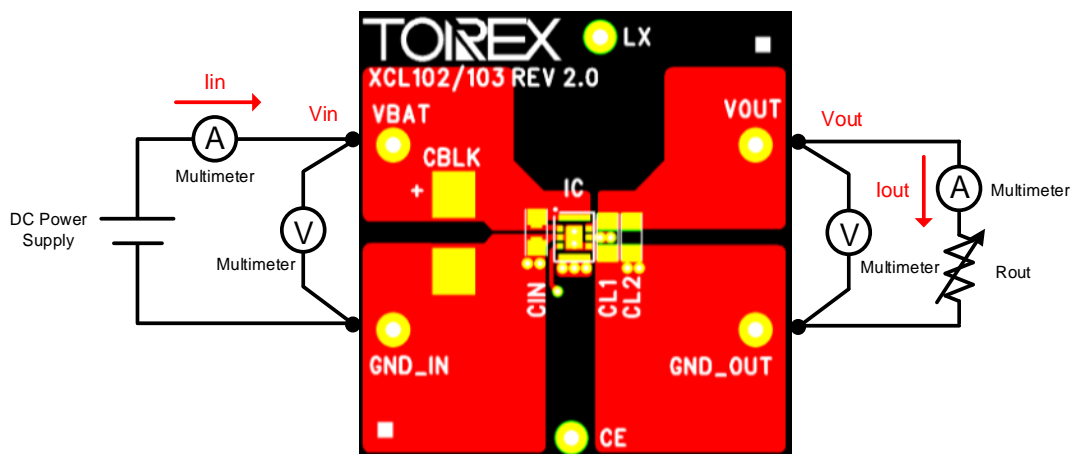 TOREX
LX
XCL102/103 REV 2.0
Iin
Vin
VBAT
VOUT
Vout
A
Multimeter
CBLK
+
IC
Iout
A
Multimeter
DC Power
Supply
V
Multimeter
V
Multimeter
Rout
CIN
CL1
CL2
GND_IN
GND_OUT
CE